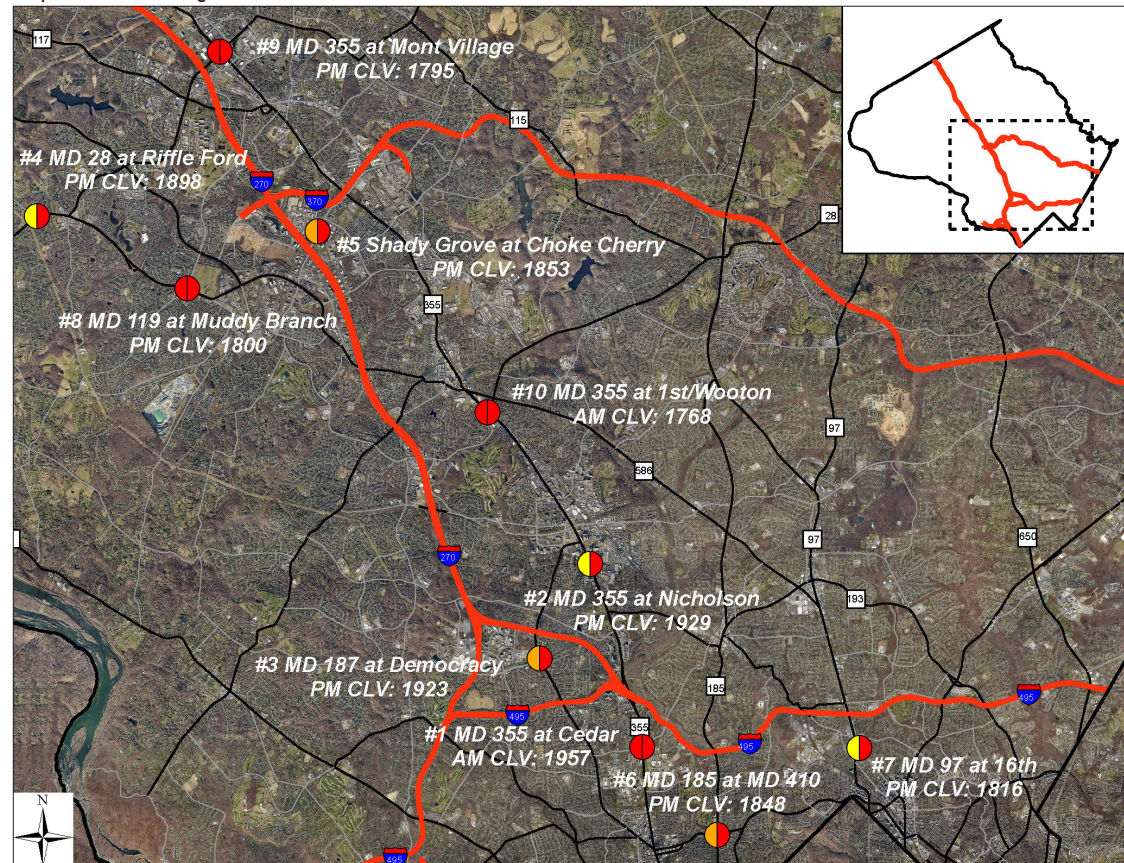 117
#9 MD 355 at Mont Village
PM CLV: 1795
115
#4 MD 28 at Riffle Ford
PM CLV: 1898
270
370
28
#5 Shady Grove at Choke Cherry
PM CLV: 1853
355
#8 MD 119 at Muddy Branch
PM CLV: 1800
#10 MD 355 at 1st/Wooton
AM CLV: 1768
97
586
270
97
650
#2 MD 355 at Nicholson
PM CLV: 1929
193
#3 MD 187 at Democracy
PM CLV: 1923
185
495
495
#1 MD 355 at Cedar
AM CLV: 1957
355
495
#7 MD 97 at 16th
PM CLV: 1816
#6 MD 185 at MD 410
PM CLV: 1848
N
495